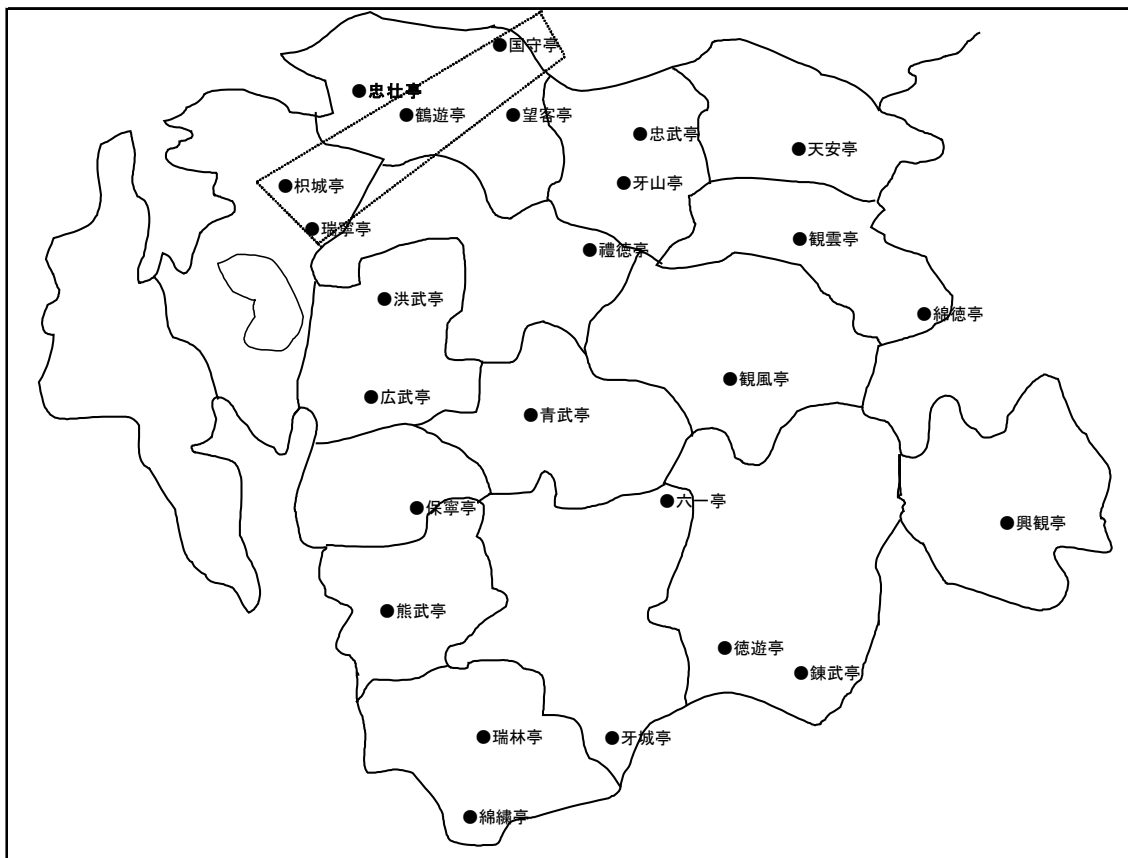 国守亭
忠壮亭
鶴遊亭
望客亭
忠武亭
天安亭
枳城亭
牙山亭
瑞寧亭
観雲亭
禮徳亭
洪武亭
綿徳亭
観風亭
広武亭
青武亭
六一亭
保寧亭
興観亭
熊武亭
徳遊亭
錬武亭
瑞林亭
牙城亭
綿繍亭